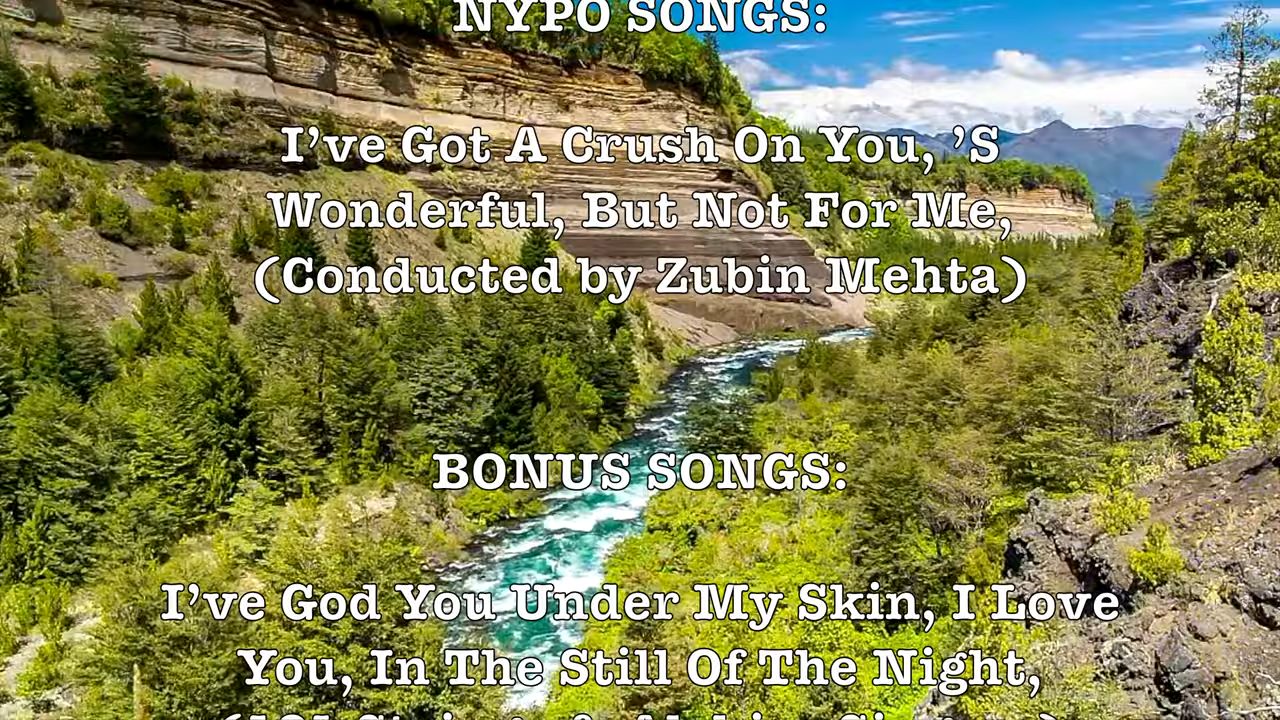 NYPO SONGS:
I’ve Got A Crush On You, ’S
Wonderful, But Not For Me,
(Conducted by Zubin Mehta)
BONUS SONGS:
I’ve God You Under My Skin, I Love
You, In The Still Of The Night,